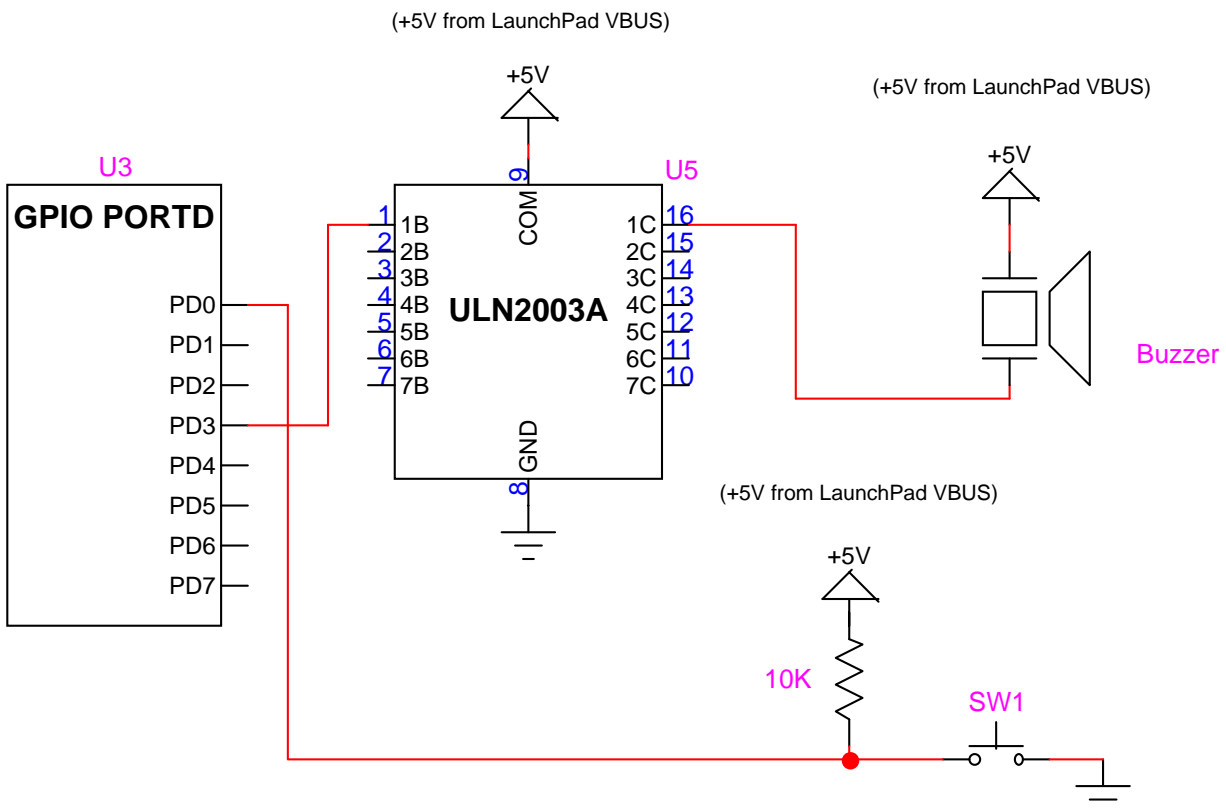 (+5V from LaunchPad VBUS)
+5V
(+5V from LaunchPad VBUS)
+5V
U3
GPIO PORTD
PD0
PD1
PD2
PD3
PD4
PD5
PD6
PD7
U5
9
COM
1 1B
2 2B
3 3B
4 4B
5 5B
6 6B
7 7B
ULN2003A
1C 16
2C 15
3C 14
4C 13
5C 12
6C 11
7C 10
GND
8
Buzzer
(+5V from LaunchPad VBUS)
+5V
10K
SW1